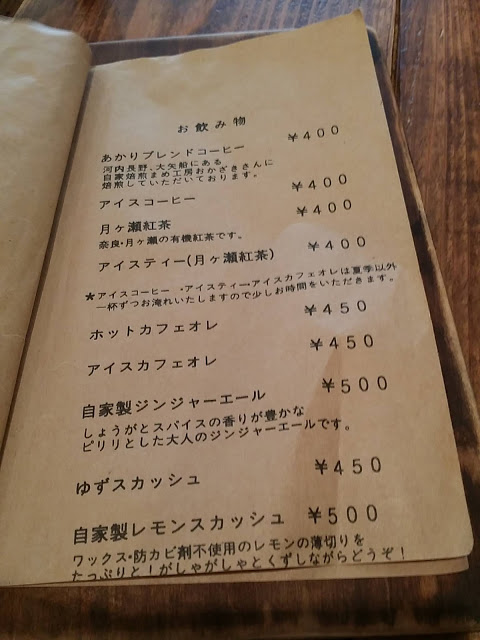 お飲み物
あかりブレンドコーヒー ¥400
河内長野、大矢船にある
自家焙煎まめ工房おかざきさんに
焙煎していただいております。
アイスコーヒー ¥400
月ヶ瀬紅茶 ¥400
奈良・月ヶ瀬の有機紅茶です。
アイスティー(月ヶ瀬紅茶) ¥400
*アイスコーヒー ・アイスティー・アイスカフェオレは夏季以外
一杯ずつお淹れいたしますので少しお時間をいただきます。
ホットカフェオレ ¥450
アイスカフェオレ ¥450
自家製ジンジャーエール ¥500
しょうがとスパイスの香りが豊かな
ピリリとした大人のジンジャーエールです。
ゆずスカッシュ ¥450
自家製レモンスカッシュ ¥500
ワックス・防カビ剤不使用のレモンの薄切りを
たっぷりと!がしゃがしゃとくずしながらどうぞ!